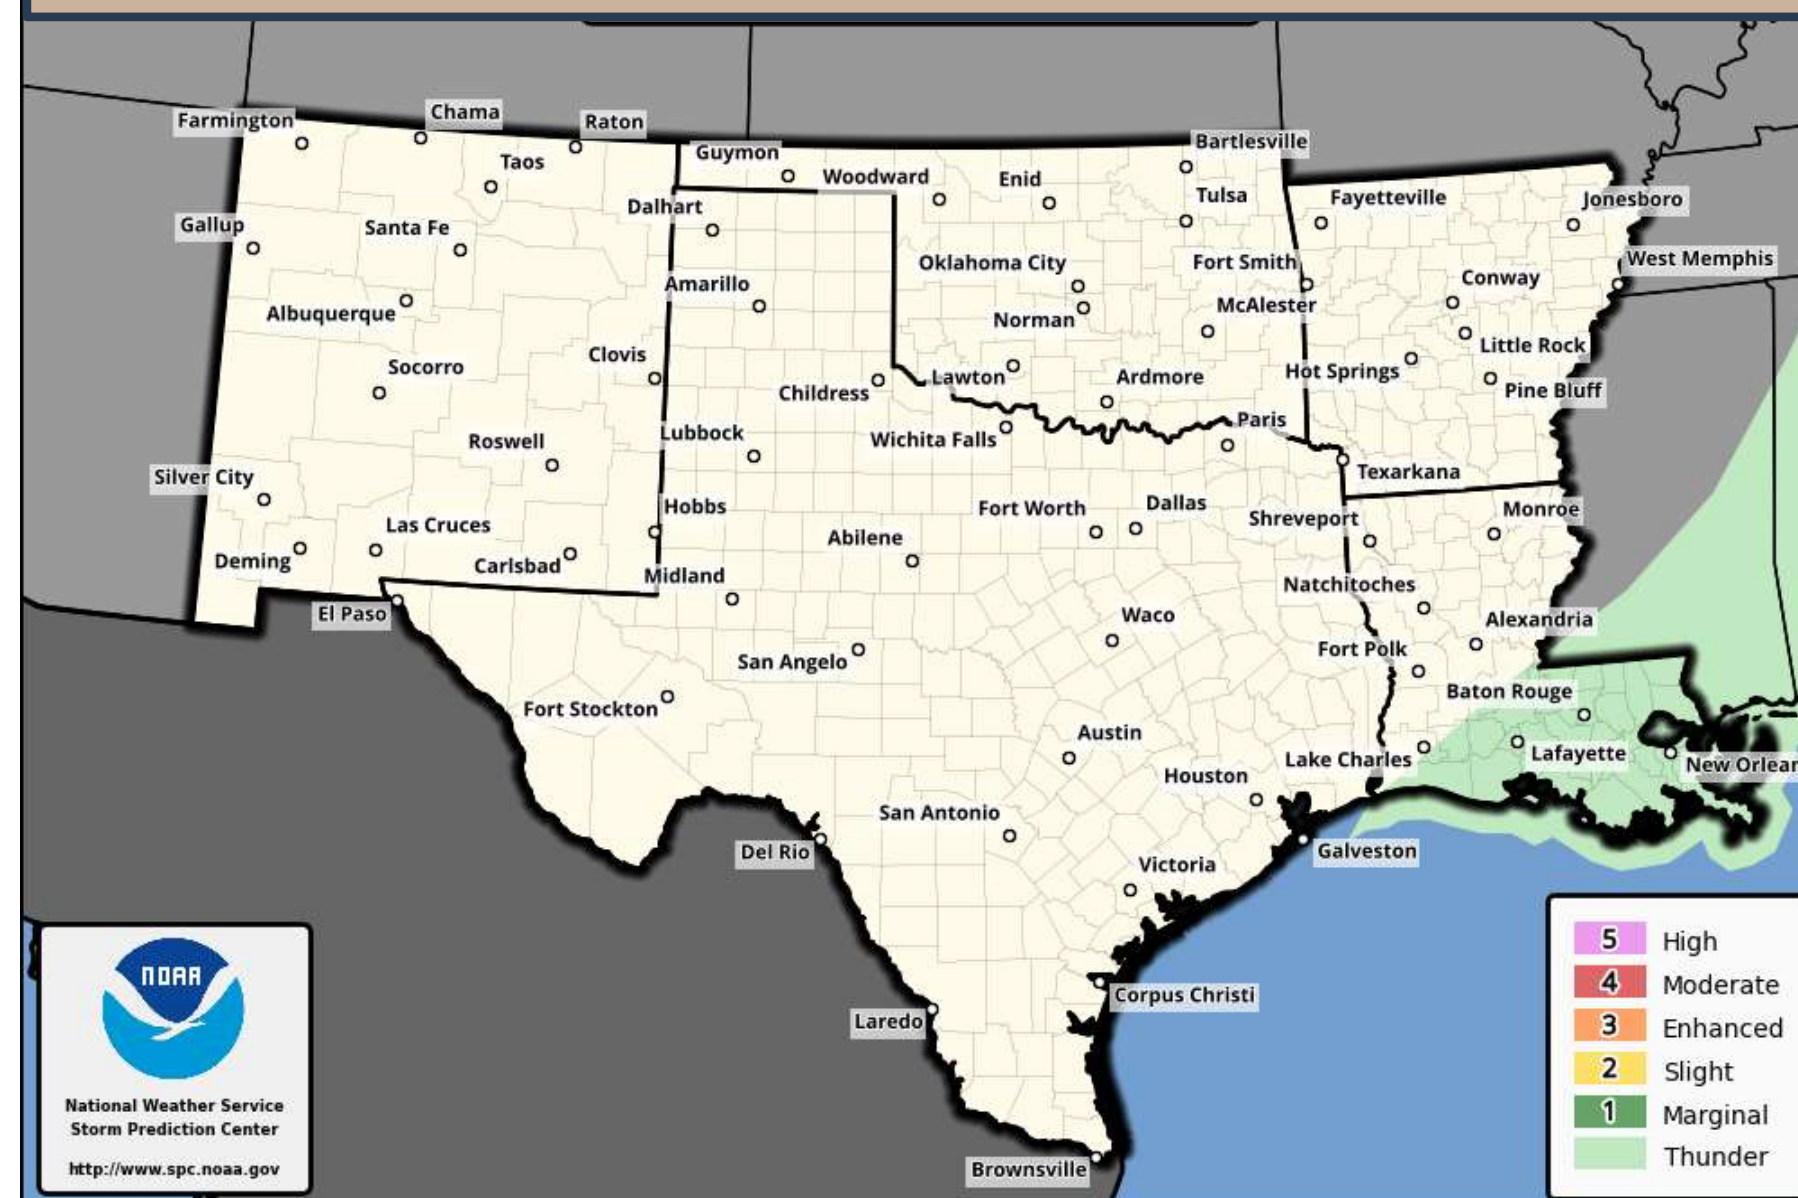 Farmington
Chama
Raton
Taos
Guymon
Woodward
Enid
Bartlesville
Tulsa
Fayetteville
Jonesboro
Gallup
Santa Fe
Dalhart
Oklahoma City
Fort Smith
West Memphis
Albuquerque
Amarillo
Norman
McAlester
Conway
Little Rock
Socorro
Clovis
Childress
Lawton
Ardmore
Hot Springs
Pine Bluff
Roswell
Lubbock
Wichita Falls
Paris
Texarkana
Silver City
Hobbs
Fort Worth
Dallas
Shreveport
Monroe
Las Cruces
Abilene
Deming
Carlsbad
Midland
Natchitoches
El Paso
Waco
Alexandria
San Angelo
Fort Polk
Fort Stockton
Baton Rouge
Austin
Lake Charles
Lafayette
New Orlean
Houston
San Antonio
Del Rio
Galveston
Victoria
Corpus Christi
Laredo
Brownsville
NOAA
National Weather Service
Storm Prediction Center
http://www.spc.noaa.gov
5 High
4 Moderate
3 Enhanced
2 Slight
1 Marginal
Thunder